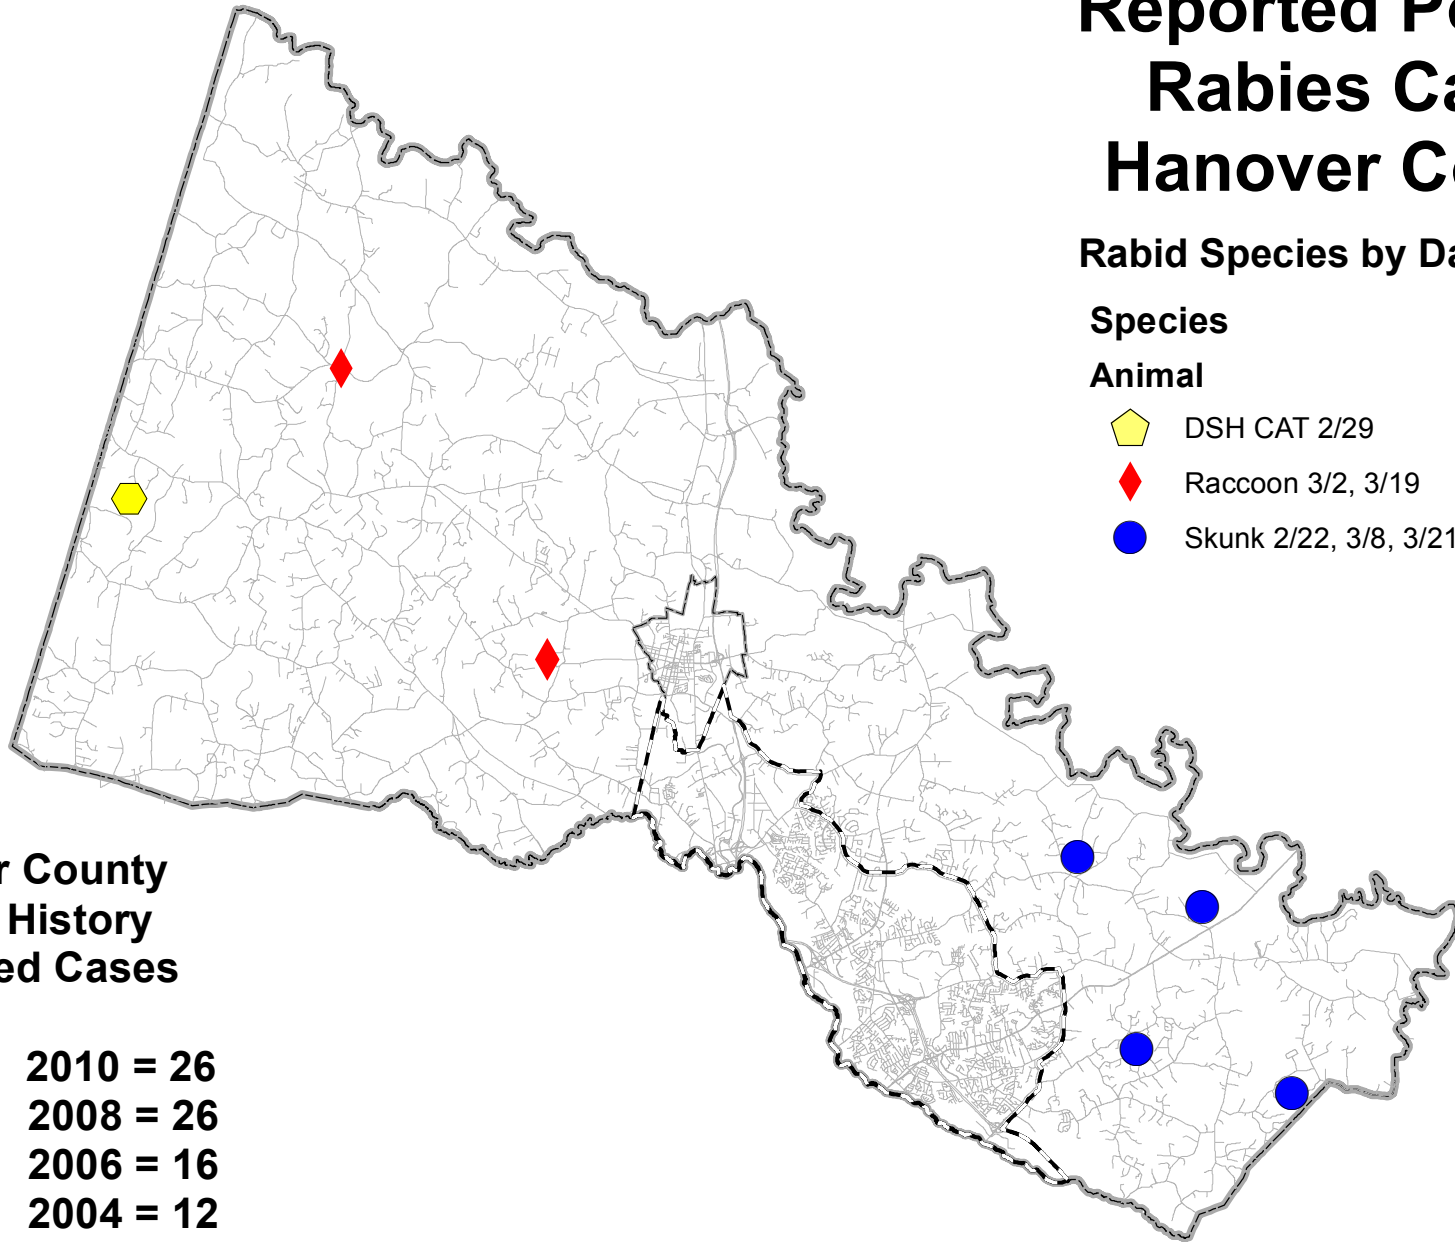 Reported Po
Rabies Ca
Hanover Co
Rabid Species by Da
Species
Animal
DSH CAT 2/29
Raccoon 3/2, 3/19
Skunk 2/22, 3/8, 3/21
r County
History
ed Cases
2010 = 26
2008 = 26
2006 = 16
2004 = 12